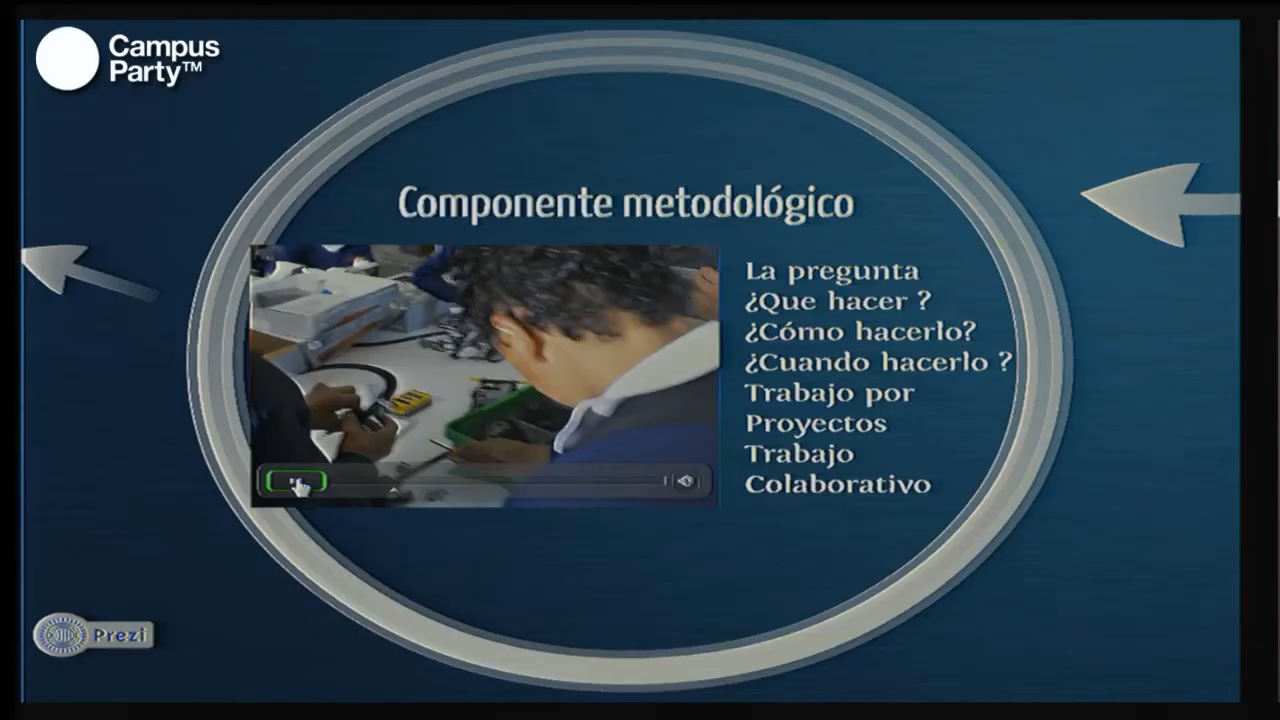 Campus
Party™
Componente metodológico
La pregunta
¿Que hacer ?
¿Cómo hacerlo?
¿Cuando hacerlo ?
Trabajo por
Proyectos
Trabajo
Colaborativo
Prezi